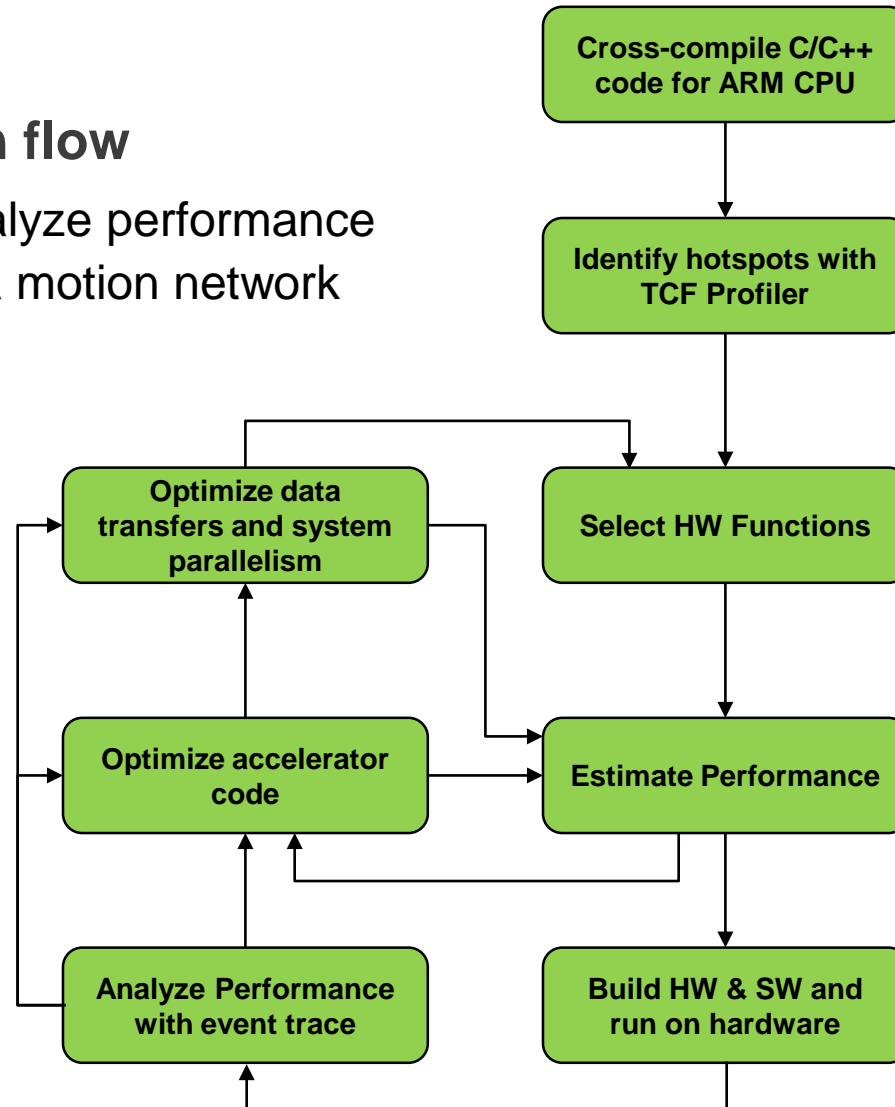 Cross-compile C/C++
code for ARM CPU
flow
performance
motion network
Identify hotspots with
TCF Profiler
Optimize data
transfers and system
parallelism
Select HW Functions
Optimize accelerator
code
Estimate Performance
Analyze Performance
with event trace
Build HW & SW and
run on hardware